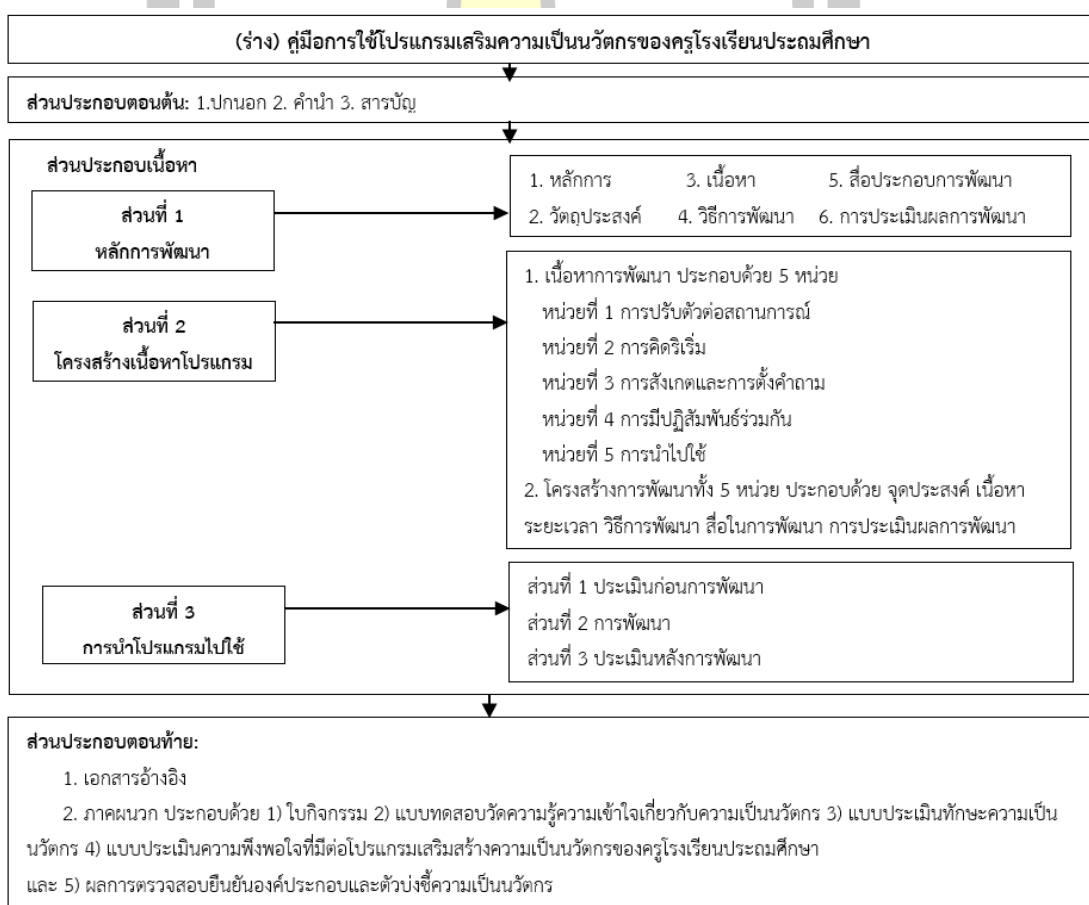 (ร่าง) คู่มือการใช้โปรแกรมเสริมความเป็นนวัตกรของครูโรงเรียนประถมศึกษา
ส่วนประกอบตอนต้น: 1.ปกนอก 2. คำนำ 3. สารบัญ
ส่วนประกอบเนื้อหา
ส่วนที่ 1
หลักการพัฒนา
1. หลักการ 3. เนื้อหา 5. สื่อประกอบการพัฒนา
2. วัตถุประสงค์ 4. วิธีการพัฒนา 6. การประเมินผลการพัฒนา
ส่วนที่ 2
โครงสร้างเนื้อหาโปรแกรม
1. เนื้อหาการพัฒนา ประกอบด้วย 5 หน่วย
หน่วยที่ 1 การปรับตัวต่อสถานการณ์
หน่วยที่ 2 การคิดริเริ่ม
หน่วยที่ 3 การสังเกตและการตั้งคำถาม
หน่วยที่ 4 การมีปฏิสัมพันธ์ร่วมกัน
หน่วยที่ 5 การนำไปใช้
2. โครงสร้างการพัฒนาทั้ง 5 หน่วย ประกอบด้วย จุดประสงค์ เนื้อหา
ระยะเวลา วิธีการพัฒนา สื่อในการพัฒนา การประเมินผลการพัฒนา
ส่วนที่ 3
การนำโปรแกรมไปใช้
ส่วนที่ 1 ประเมินก่อนการพัฒนา
ส่วนที่ 2 การพัฒนา
ส่วนที่ 3 ประเมินหลังการพัฒนา
ส่วนประกอบตอนท้าย:
1. เอกสารอ้างอิง
2. ภาคผนวก ประกอบด้วย 1) ใบกิจกรรม 2) แบบทดสอบวัดความรู้ความเข้าใจเกี่ยวกับความเป็นนวัตกร 3) แบบประเมินทักษะความเป็น
นวัตกร 4) แบบประเมินความพึงพอใจที่มีต่อโปรแกรมเสริมสร้างความเป็นนวัตกรของครูโรงเรียนประถมศึกษา
และ 5) ผลการตรวจสอบยืนยันองค์ประกอบและตัวบ่งชี้ความเป็นนวัตกร